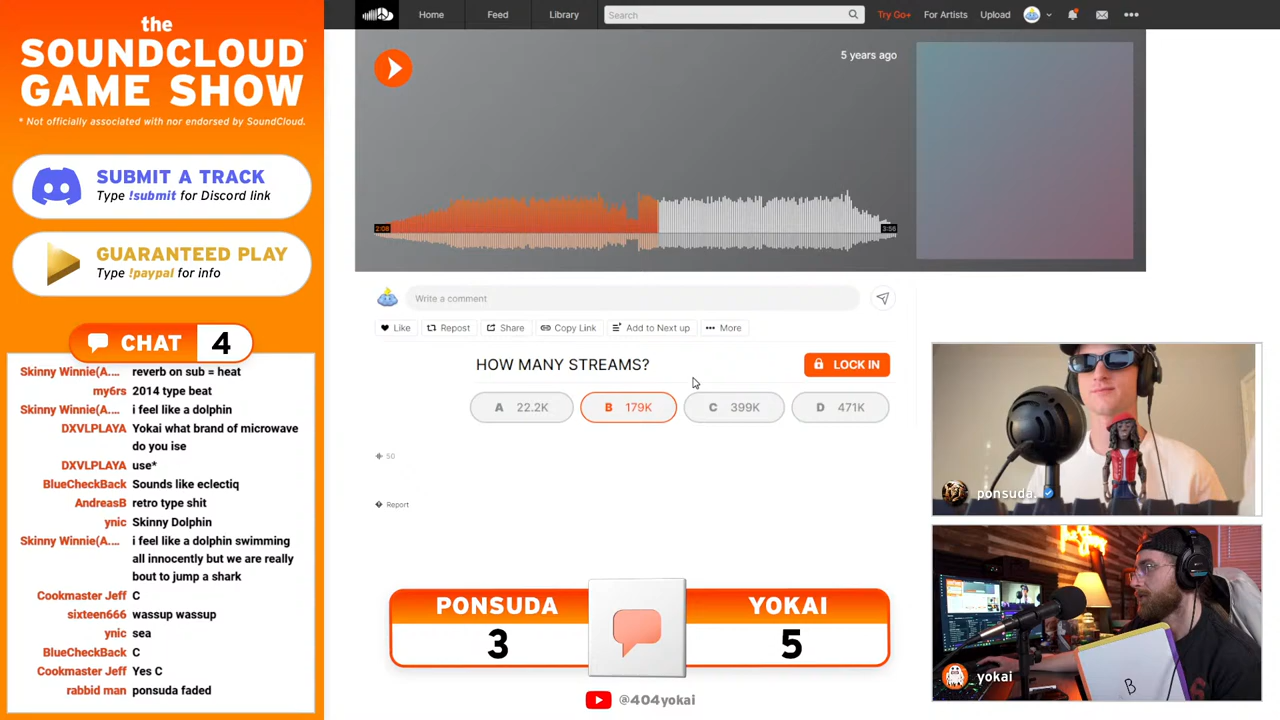 the
SOUNDCLOUD*
GAME SHOW
* Not officially associated with nor endorsed by SoundCloud.
SUBMIT A TRACK
Type !submit for Discord link
GUARANTEED PLAY
Type !paypal for info
CHAT 4
Skinny Winnie(A.... reverb on sub = heat
my6rs 2014 type beat
Skinny Winnie(A.... i feel like a dolphin
DXVLPLAYA Yokai what brand of microwave
do you ise
DXVLPLAYA use*
BlueCheckBack Sounds like eclectiq
AndreasB retro type shit
ynic Skinny Dolphin
Skinny Winnie(A.... i feel like a dolphin swimming
all innocently but we are really
bout to jump a shark
Cookmaster Jeff C
sixteen666 wassup wassup
ynic sea
BlueCheckBack C
Cookmaster Jeff Yes C
rabbid man ponsuda faded
Home Feed Library Search Try Go+ For Artists Upload
5 years ago
2:08 3:56
Write a comment
Like Repost Share Copy Link Add to Next up More
HOW MANY STREAMS? LOCK IN
A 22.2K B 179K C 399K D 471K
50
Report
PONSUDA YOKAI
3 5
@404yokai
ponsuda.
yokai
B